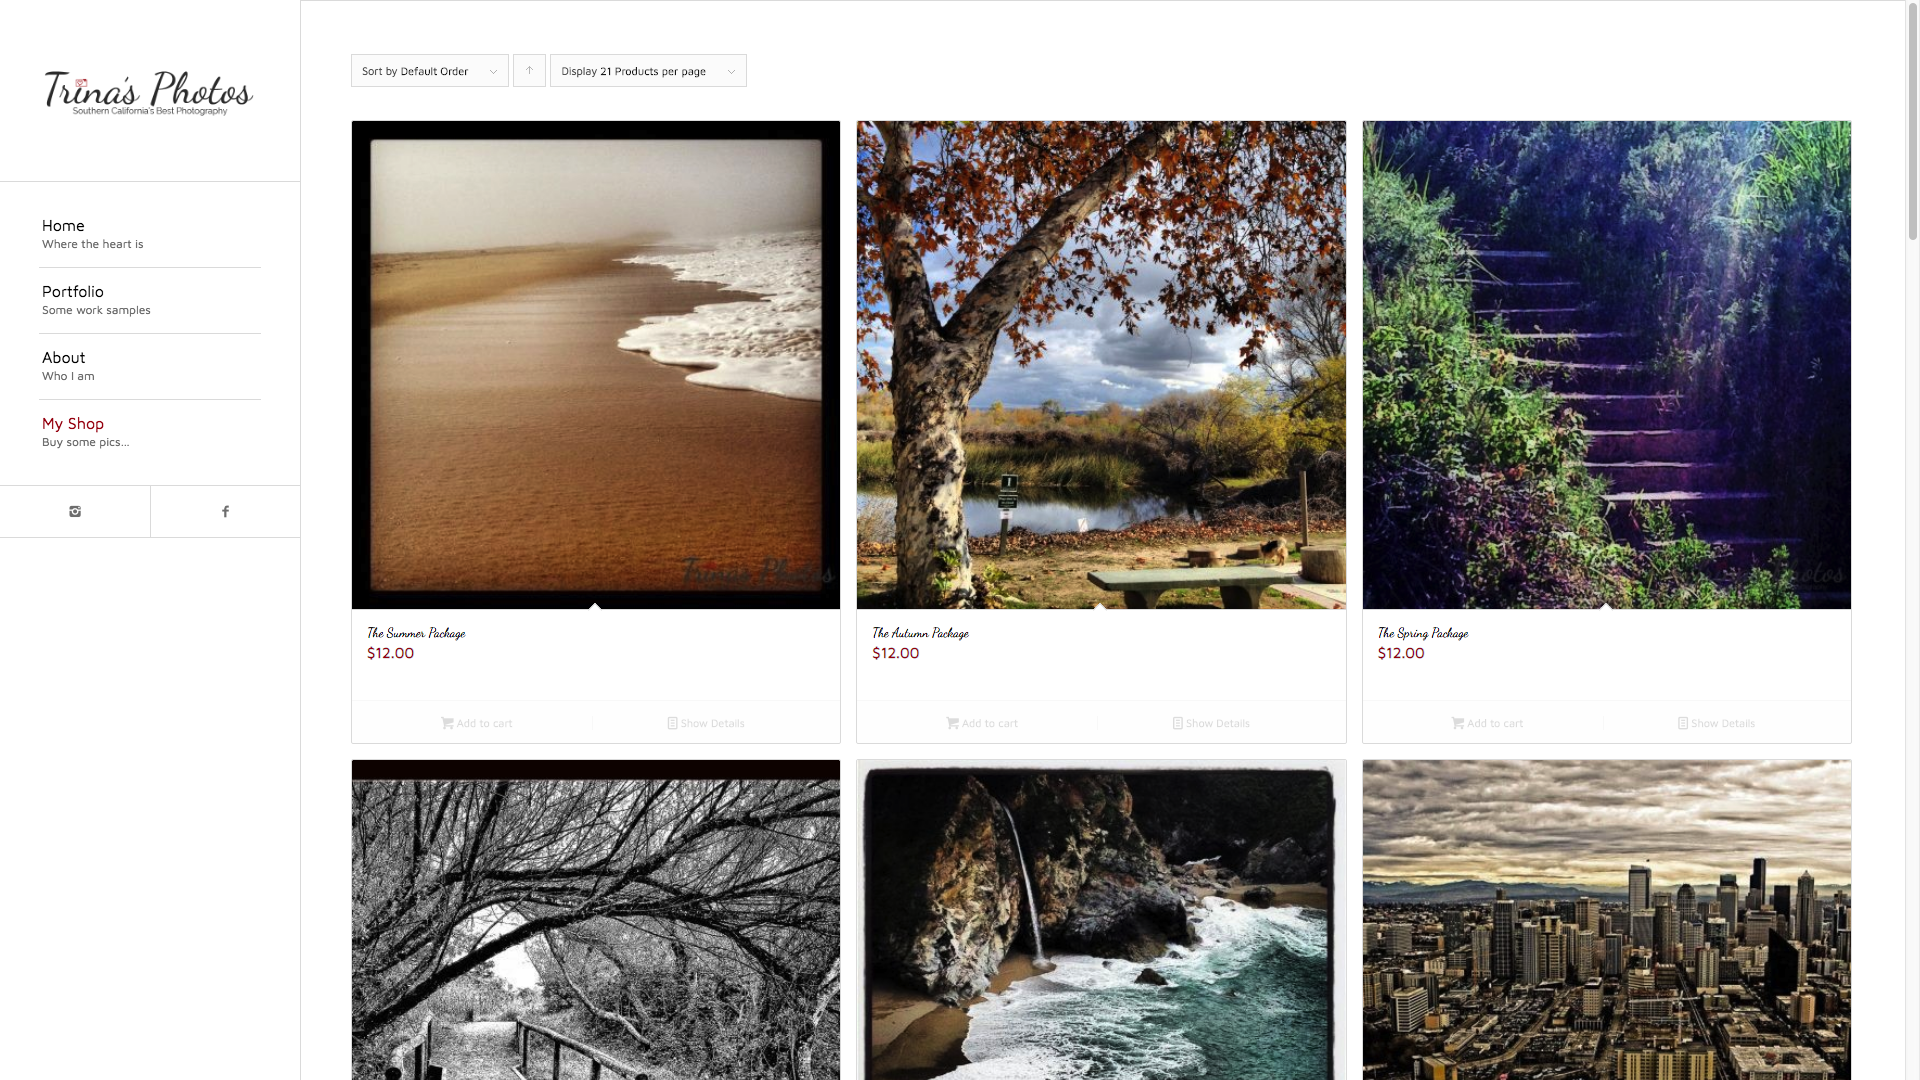 Trina's Photos
Southern California's Best Photography
Home
Where the heart is
Portfolio
Some work samples
About
Who I am
My Shop
Buy some pics...
Sort by Default Order
Display 21 Products per page
Trina's Photos
The Summer Package
$12.00
Add to cart
Show Details
The Autumn Package
$12.00
Add to cart
Show Details
The Spring Package
$12.00
Add to cart
Show Details